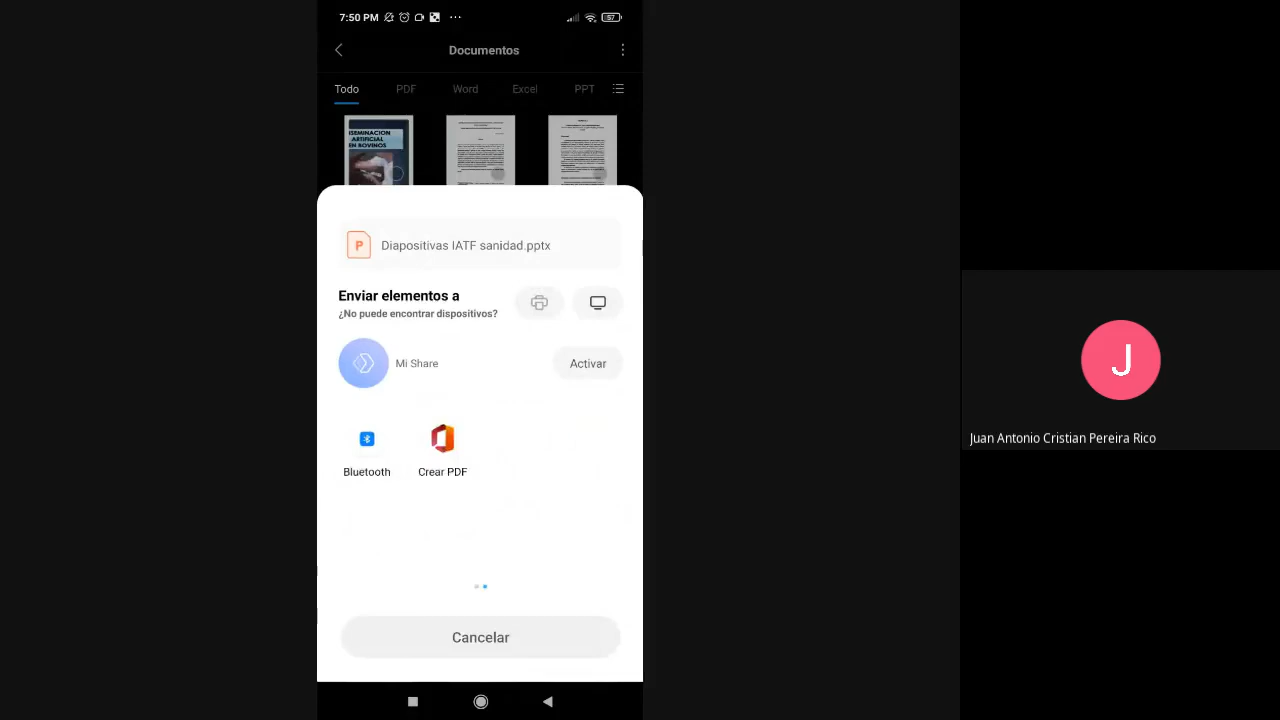 7:50 PM
57
Documentos
Todo
PDF
Word
Excel
PPT
ISEMINACION
ARTIFICIAL
EN BOVINOS
P
Diapositivas IATF sanidad.pptx
Enviar elementos a
¿No puede encontrar dispositivos?
Mi Share
Activar
Bluetooth
Crear PDF
Cancelar
J
Juan Antonio Cristian Pereira Rico